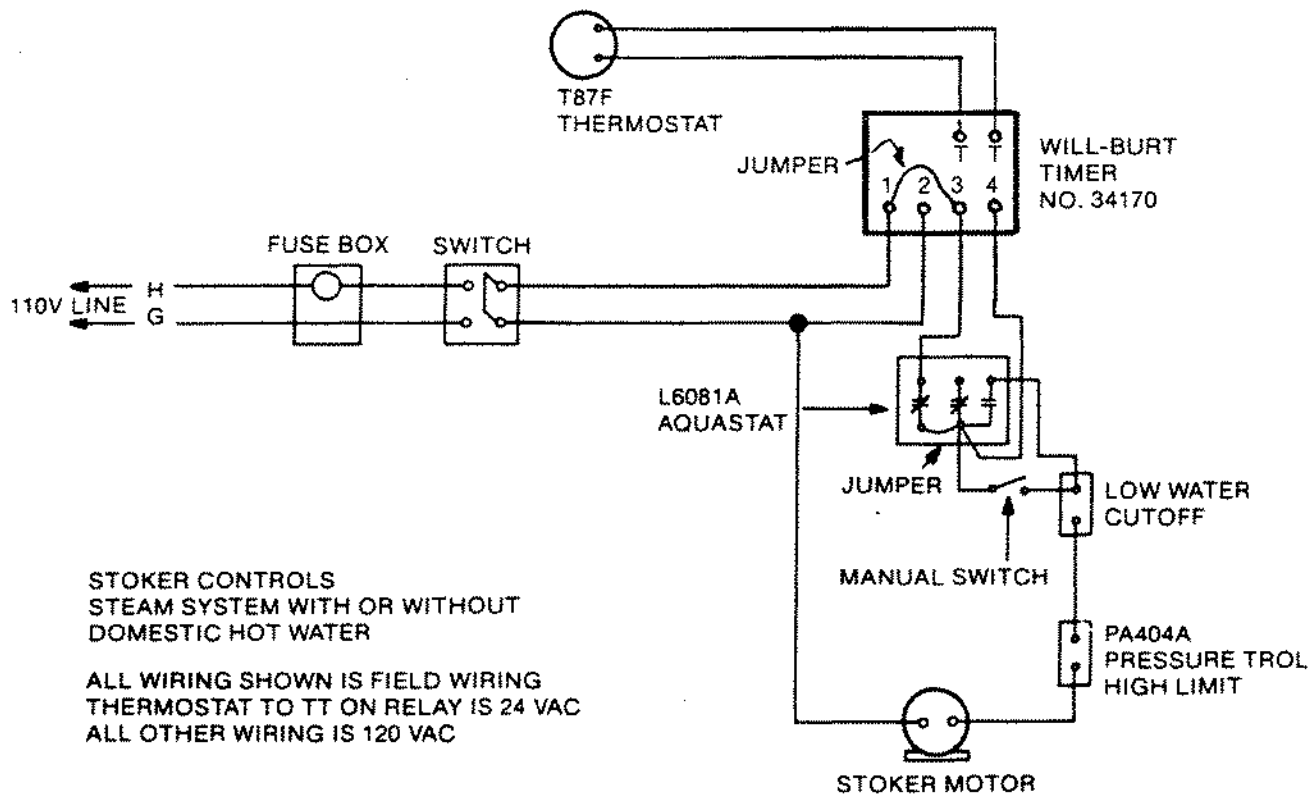 T87F
THERMOSTAT
JUMPER
T T
1 2 3 4
WILL-BURT
TIMER
NO. 34170
FUSE BOX
SWITCH
H
110V LINE
G
L6081A
AQUASTAT
JUMPER
LOW WATER
CUTOFF
MANUAL SWITCH
STOKER CONTROLS
STEAM SYSTEM WITH OR WITHOUT
DOMESTIC HOT WATER
PA404A
PRESSURE TROL
HIGH LIMIT
ALL WIRING SHOWN IS FIELD WIRING
THERMOSTAT TO TT ON RELAY IS 24 VAC
ALL OTHER WIRING IS 120 VAC
STOKER MOTOR